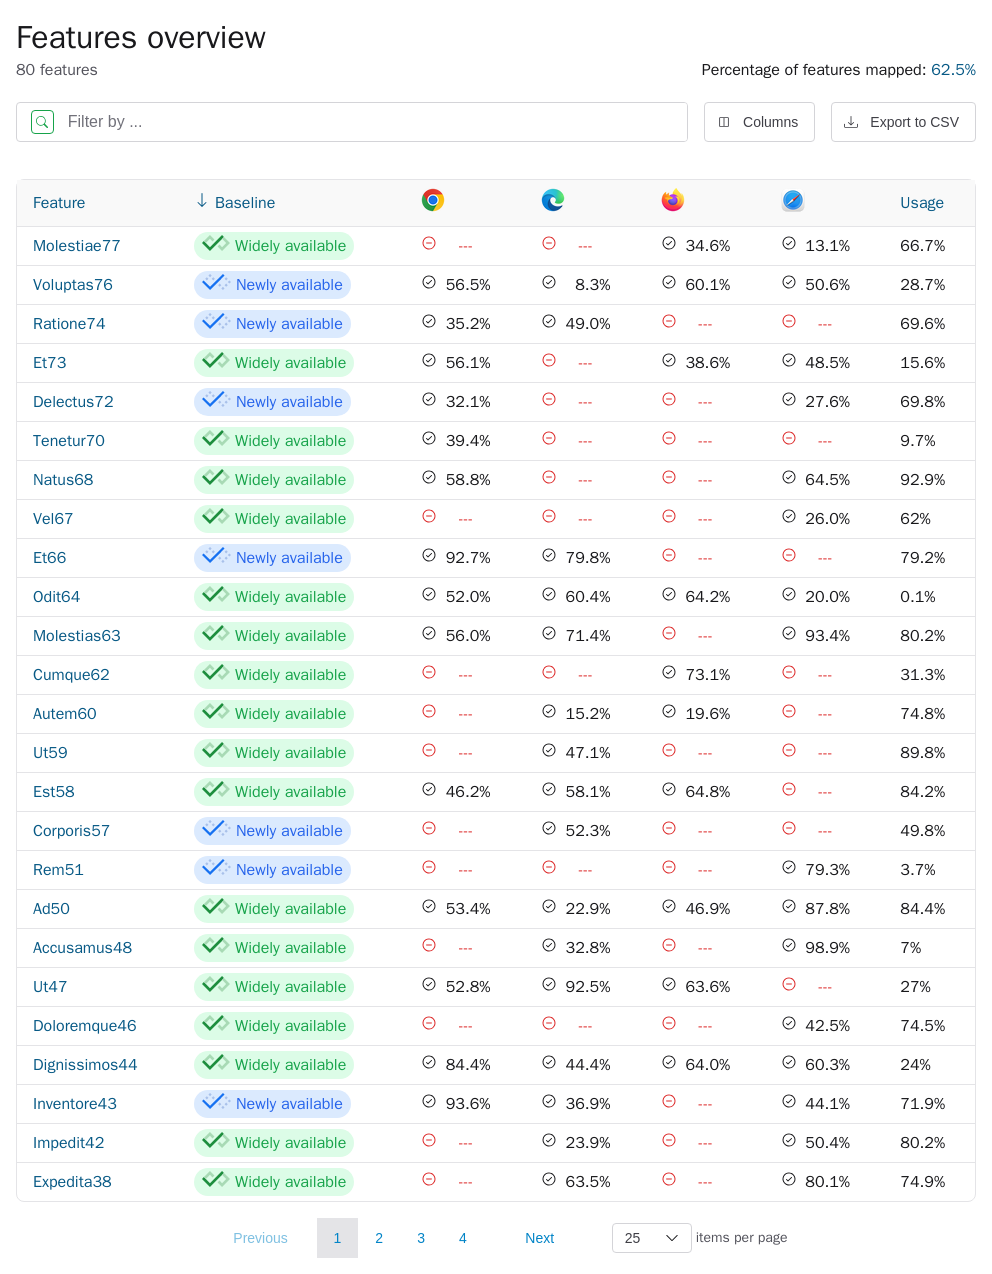 Features overview
80 features
Percentage of features mapped: 62.5%
Filter by ...
Columns
Export to CSV
Feature Baseline Usage
Molestiae77 Widely available --- --- 34.6% 13.1% 66.7%
Voluptas76 Newly available 56.5% 8.3% 60.1% 50.6% 28.7%
Ratione74 Newly available 35.2% 49.0% --- --- 69.6%
Et73 Widely available 56.1% --- 38.6% 48.5% 15.6%
Delectus72 Newly available 32.1% --- --- 27.6% 69.8%
Tenetur70 Widely available 39.4% --- --- --- 9.7%
Natus68 Widely available 58.8% --- --- 64.5% 92.9%
Vel67 Widely available --- --- --- 26.0% 62%
Et66 Newly available 92.7% 79.8% --- --- 79.2%
Odit64 Widely available 52.0% 60.4% 64.2% 20.0% 0.1%
Molestias63 Widely available 56.0% 71.4% --- 93.4% 80.2%
Cumque62 Widely available --- --- 73.1% --- 31.3%
Autem60 Widely available --- 15.2% 19.6% --- 74.8%
Ut59 Widely available --- 47.1% --- --- 89.8%
Est58 Widely available 46.2% 58.1% 64.8% --- 84.2%
Corporis57 Newly available --- 52.3% --- --- 49.8%
Rem51 Newly available --- --- --- 79.3% 3.7%
Ad50 Widely available 53.4% 22.9% 46.9% 87.8% 84.4%
Accusamus48 Widely available --- 32.8% --- 98.9% 7%
Ut47 Widely available 52.8% 92.5% 63.6% --- 27%
Doloremque46 Widely available --- --- --- 42.5% 74.5%
Dignissimos44 Widely available 84.4% 44.4% 64.0% 60.3% 24%
Inventore43 Newly available 93.6% 36.9% --- 44.1% 71.9%
Impedit42 Widely available --- 23.9% --- 50.4% 80.2%
Expedita38 Widely available --- 63.5% --- 80.1% 74.9%
Previous 1 2 3 4 Next 25 items per page